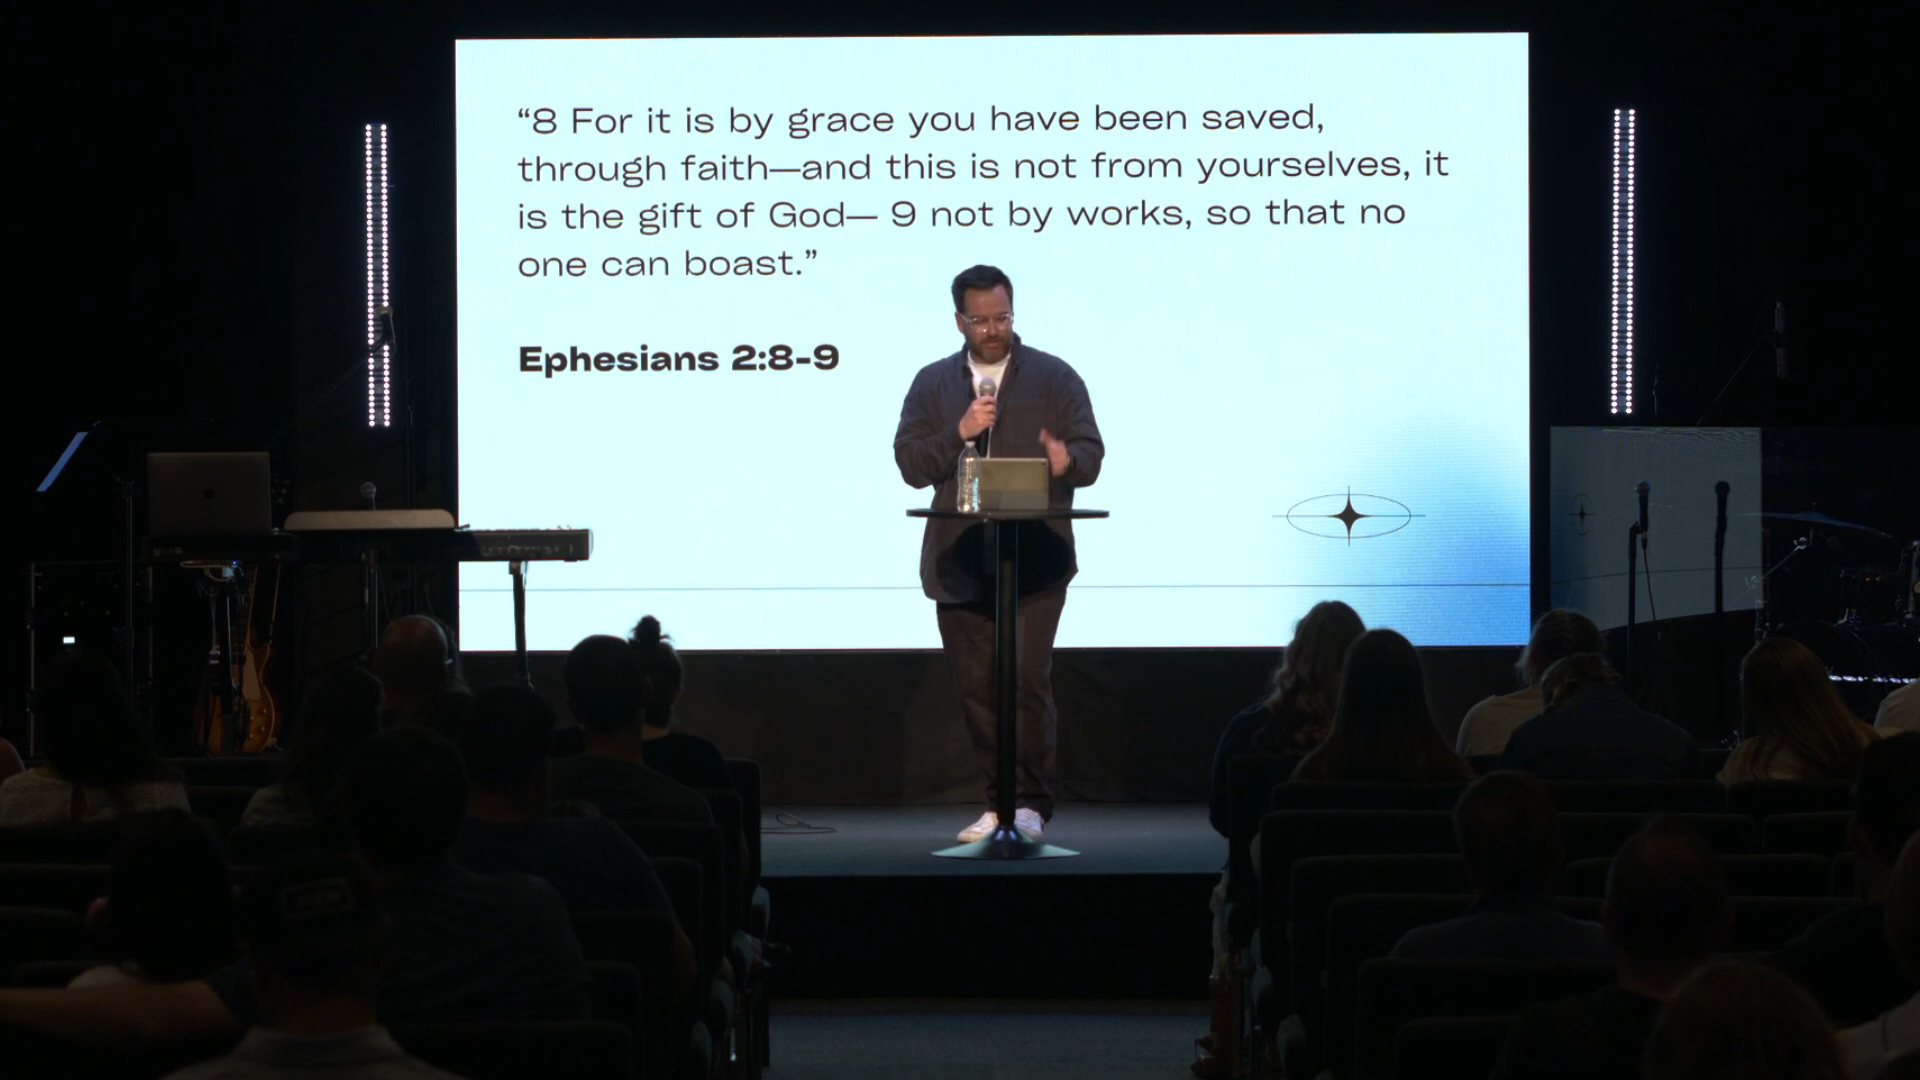 “8 For it is by grace you have been saved,
through faith—and this is not from yourselves, it
is the gift of God— 9 not by works, so that no
one can boast.”
Ephesians 2:8-9